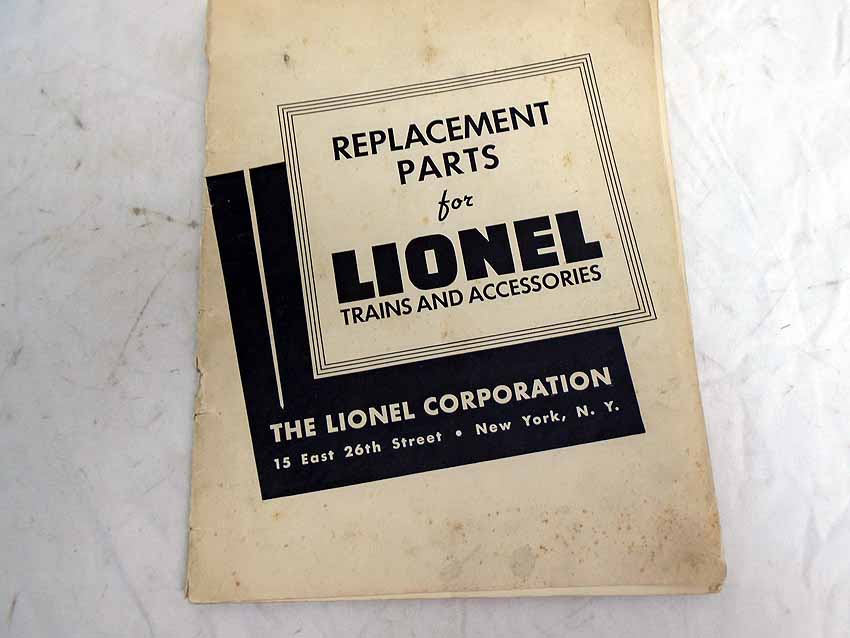 REPLACEMENT
PARTS
for
LIONEL
TRAINS AND ACCESSORIES
THE LIONEL CORPORATION
15 East 26th Street • New York, N. Y.